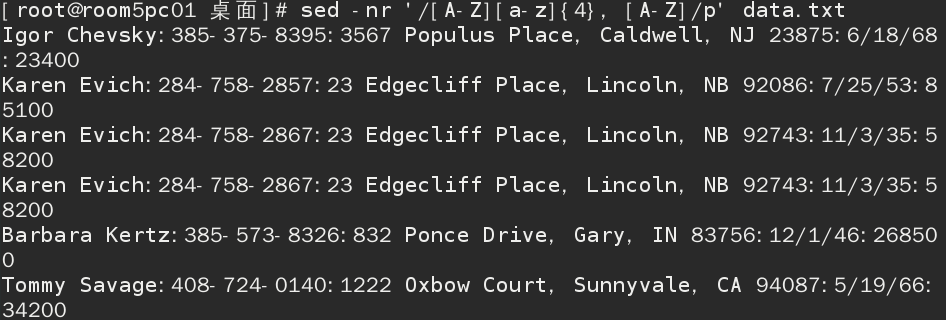 [root@room5pc01 桌面]# sed -nr '/[A-Z][a-z]{4}, [A-Z]/p' data.txt
Igor Chevsky:385-375-8395:3567 Populus Place, Caldwell, NJ 23875:6/18/68
:23400
Karen Evich:284-758-2857:23 Edgecliff Place, Lincoln, NB 92086:7/25/53:8
5100
Karen Evich:284-758-2867:23 Edgecliff Place, Lincoln, NB 92743:11/3/35:5
8200
Karen Evich:284-758-2867:23 Edgecliff Place, Lincoln, NB 92743:11/3/35:5
8200
Barbara Kertz:385-573-8326:832 Ponce Drive, Gary, IN 83756:12/1/46:26850
0
Tommy Savage:408-724-0140:1222 Oxbow Court, Sunnyvale, CA 94087:5/19/66:
34200